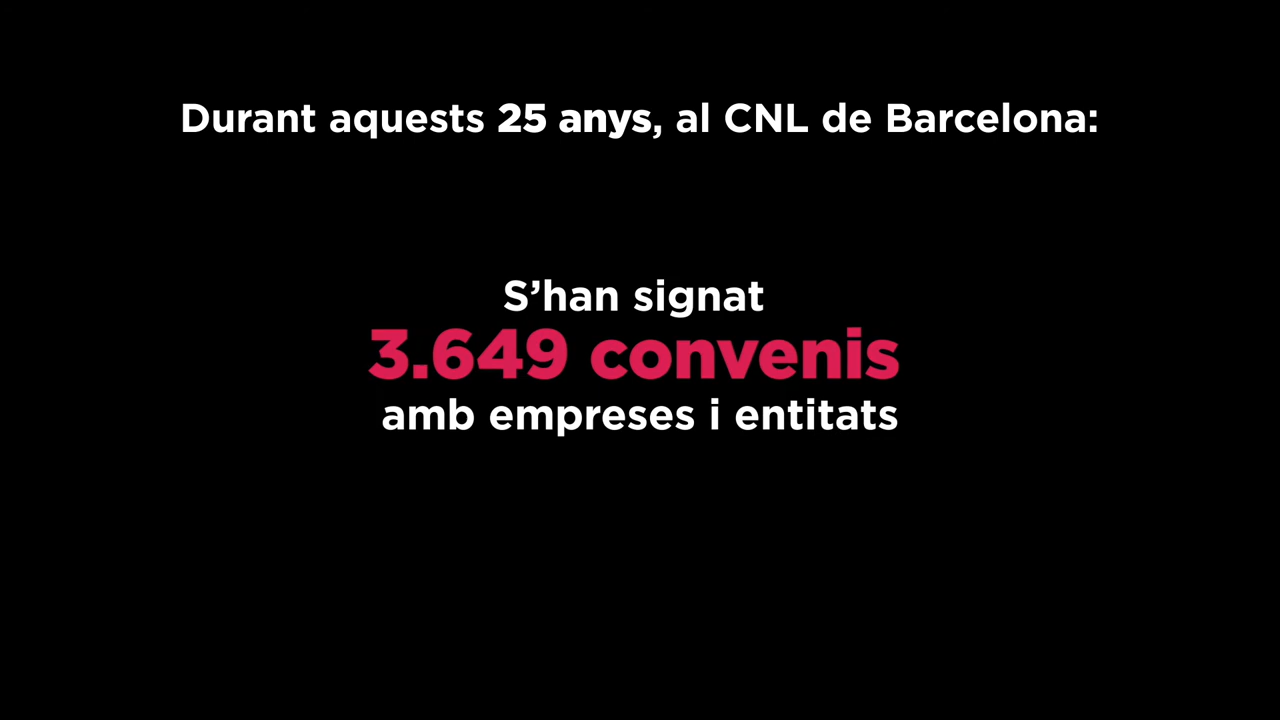 Durant aquests 25 anys, al CNL de Barcelona:
S’han signat
3.649 convenis
amb empreses i entitats